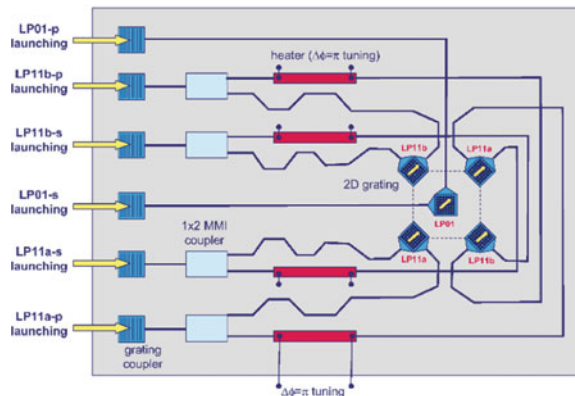 LP01-p
launching
LP11b-p
launching
heater (Δϕ=π tuning)
LP11b-s
launching
LP11b
LP11a
2D grating
LP01-s
launching
LP01
1x2 MMI
coupler
LP11a-s
launching
LP11a
LP11b
LP11a-p
launching
grating
coupler
Δϕ=π tuning